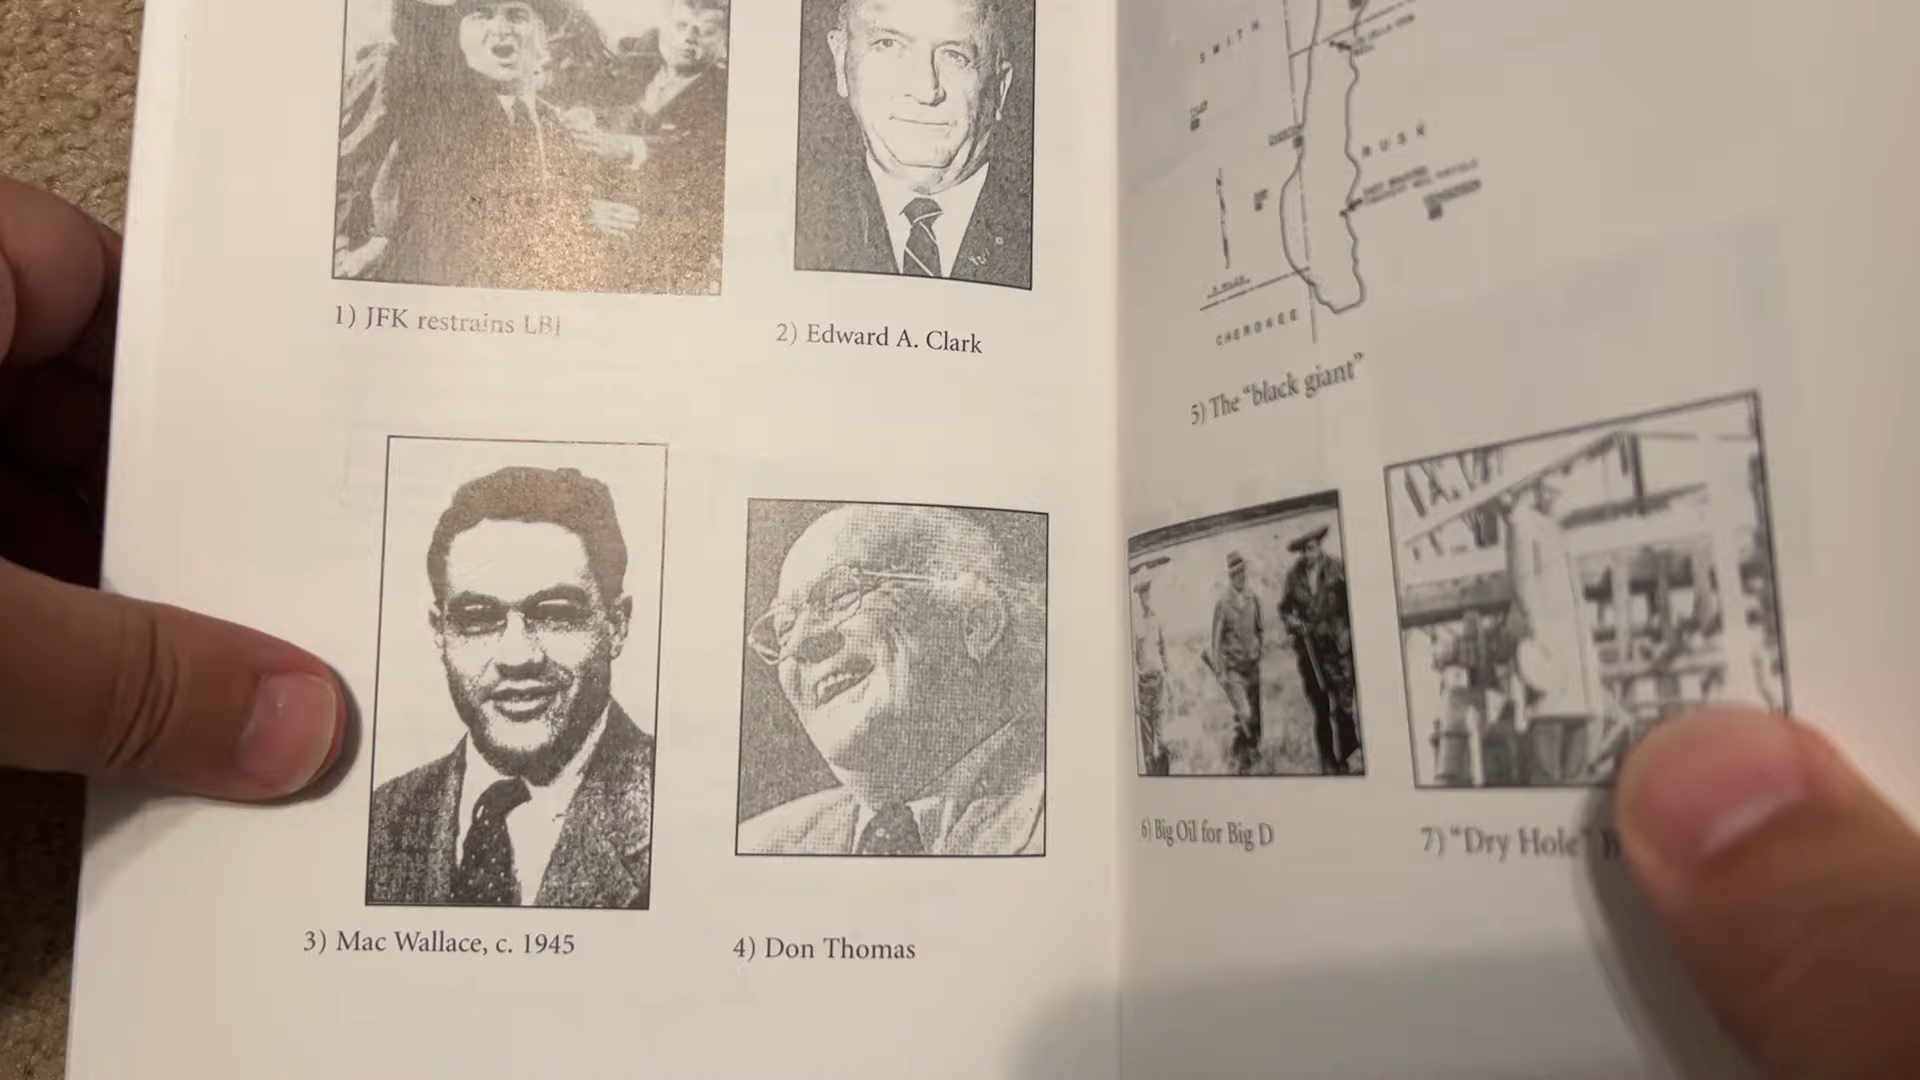 1) JFK restrains LBJ
2) Edward A. Clark
3) Mac Wallace, c. 1945
4) Don Thomas
SMITH
RUSK
CHEROKEE
5) The “black giant”
6) Big Oil for Big D
7) “Dry Hole”